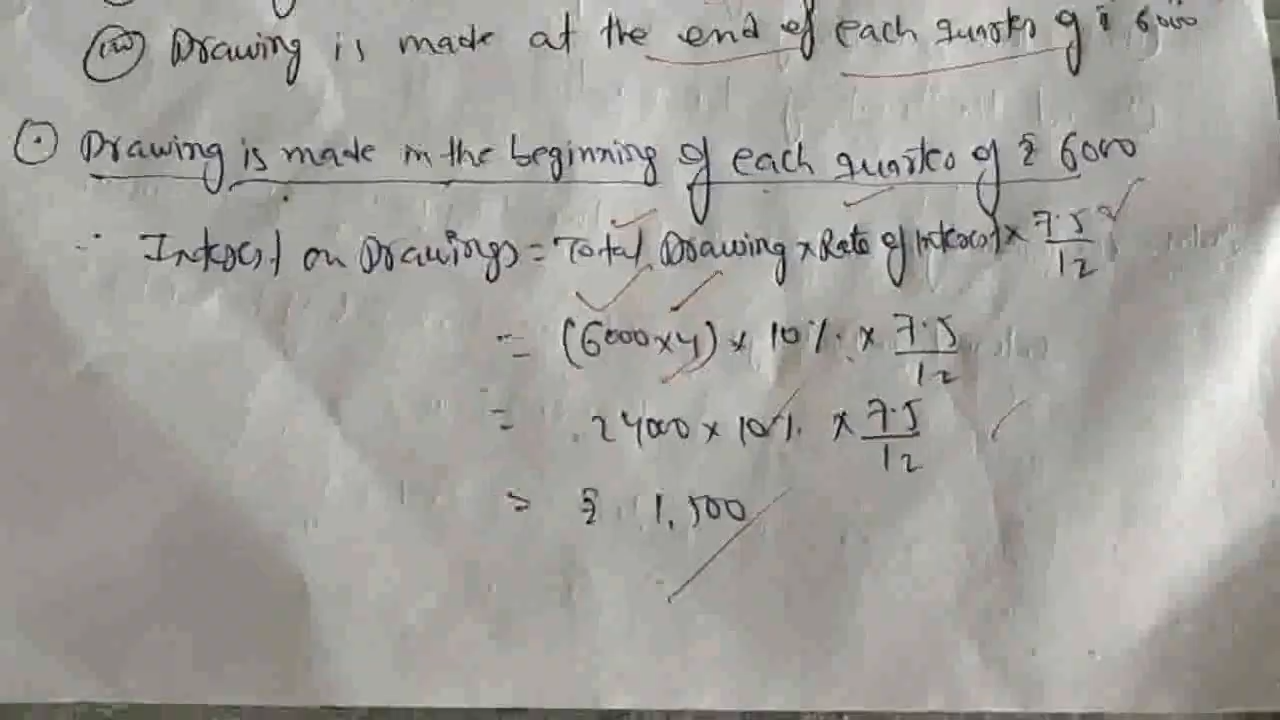 (iii) Drawing is made at the end of each quarter of ₹ 6000
Drawing is made in the beginning of each quarter of ₹ 6000
∴ Interest on Drawings = Total Drawing × Rate of Interest × 7.5/12
= (6000×4) × 10% × 7.5/12
= 24000 × 10% × 7.5/12
= ₹ 1,500